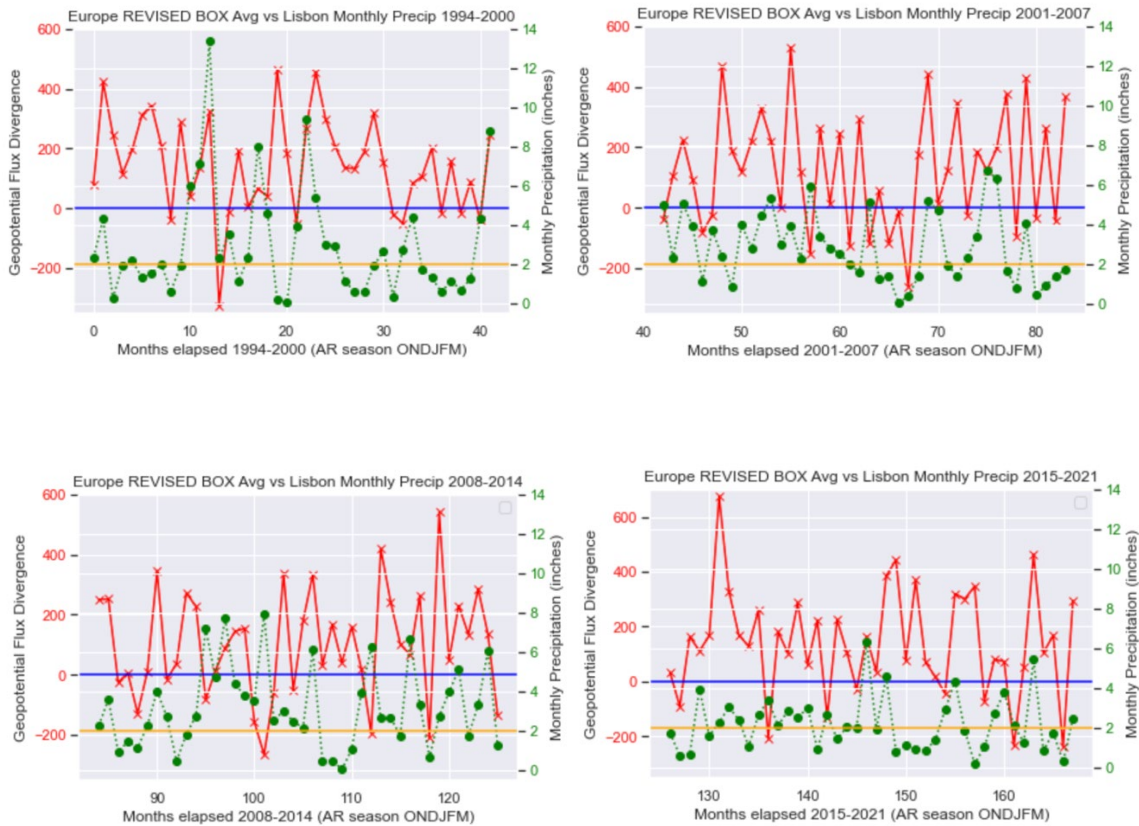 Europe REVISED BOX Avg vs Lisbon Monthly Precip 1994-2000
600
400
200
0
−200
Geopotential Flux Divergence
14
12
10
8
6
4
2
0
Monthly Precipitation (inches)
0 10 20 30 40
Months elapsed 1994-2000 (AR season ONDJFM)
Europe REVISED BOX Avg vs Lisbon Monthly Precip 2001-2007
600
400
200
0
−200
Geopotential Flux Divergence
14
12
10
8
6
4
2
0
Monthly Precipitation (inches)
40 50 60 70 80
Months elapsed 2001-2007 (AR season ONDJFM)
Europe REVISED BOX Avg vs Lisbon Monthly Precip 2008-2014
600
400
200
0
−200
Geopotential Flux Divergence
14
12
10
8
6
4
2
0
Monthly Precipitation (inches)
90 100 110 120
Months elapsed 2008-2014 (AR season ONDJFM)
Europe REVISED BOX Avg vs Lisbon Monthly Precip 2015-2021
600
400
200
0
−200
Geopotential Flux Divergence
14
12
10
8
6
4
2
0
Monthly Precipitation (inches)
130 140 150 160
Months elapsed 2015-2021 (AR season ONDJFM)